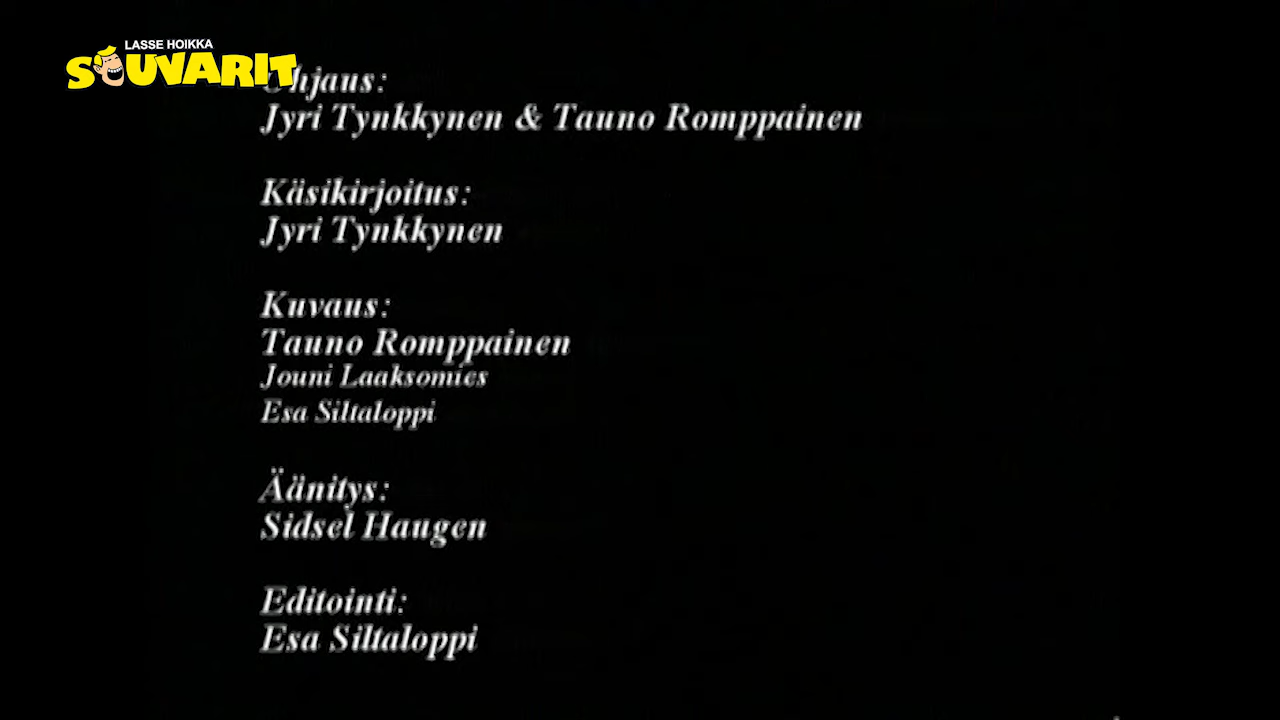 LASSE HOIKKA
SOUVARIT
Ohjaus:
Jyri Tynkkynen & Tauno Romppainen
Käsikirjoitus:
Jyri Tynkkynen
Kuvaus:
Tauno Romppainen
Jouni Laaksomies
Esa Siltaloppi
Äänitys:
Sidsel Haugen
Editointi:
Esa Siltaloppi